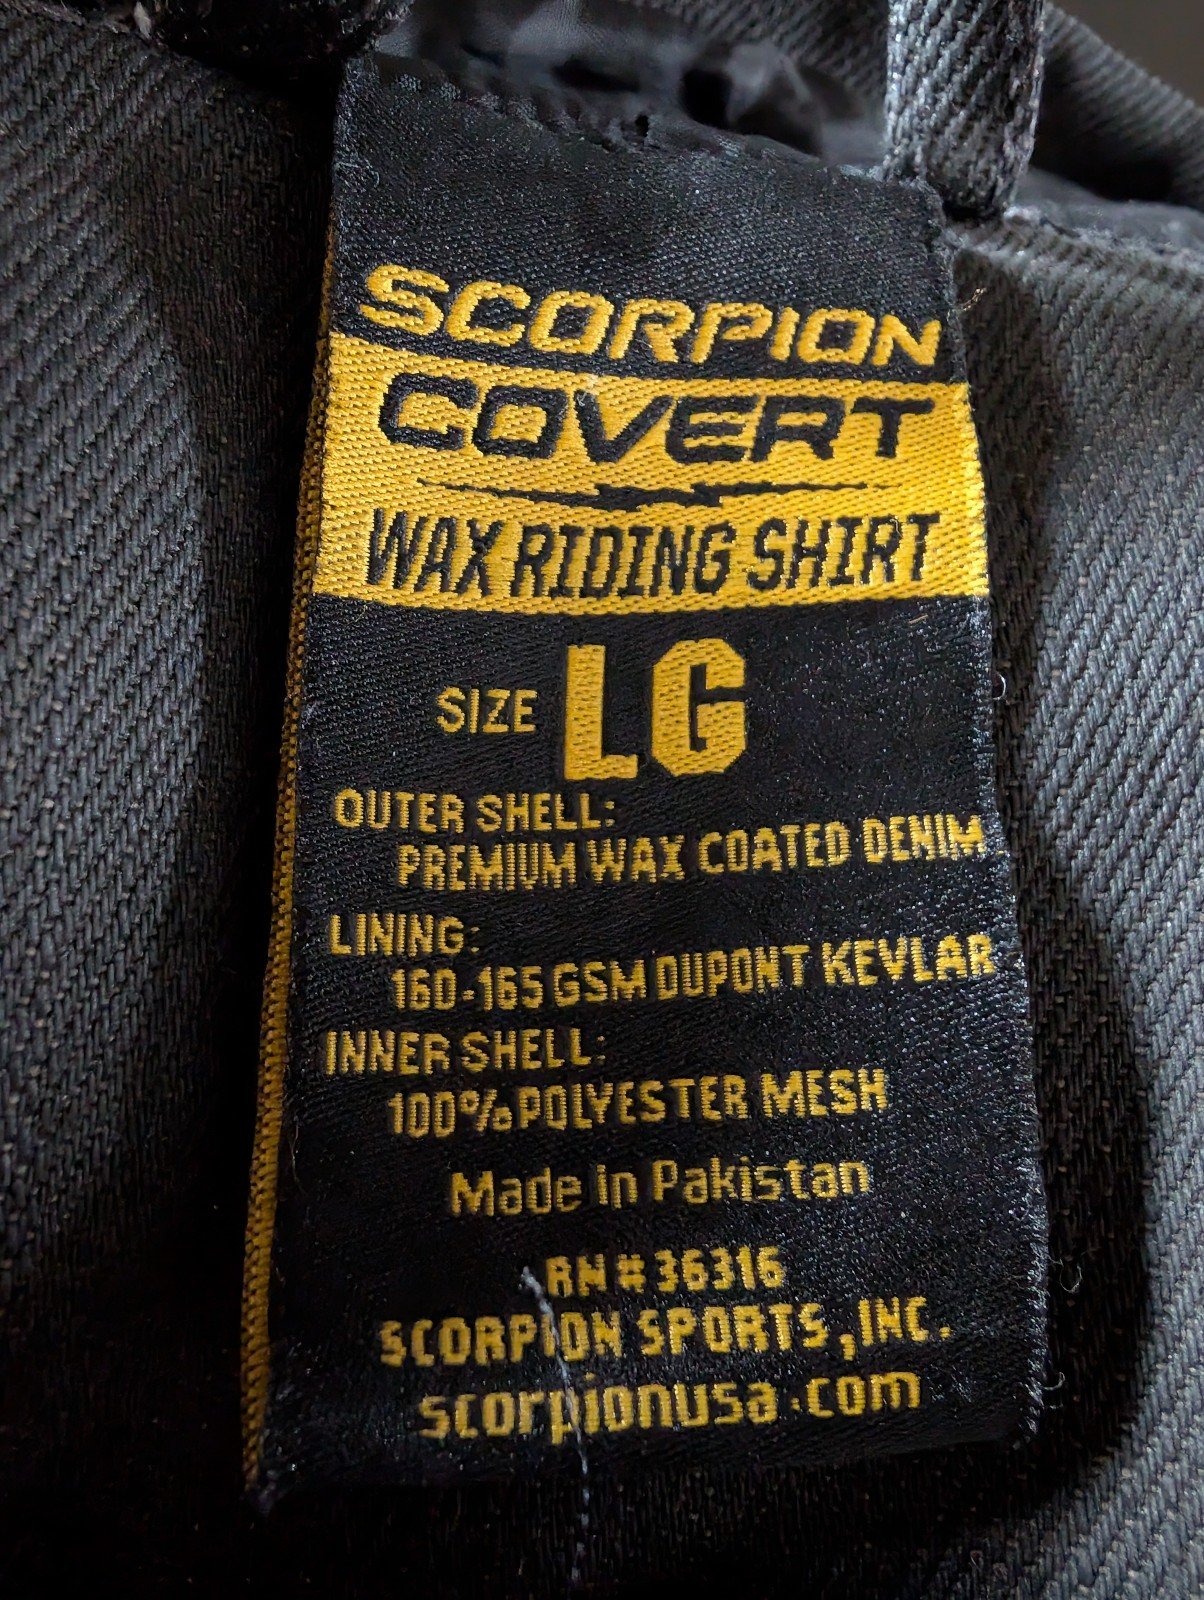 SCORPION
COVERT
WAX RIDING SHIRT
SIZE LG
OUTER SHELL:
PREMIUM WAX COATED DENIM
LINING:
160-165 GSM DUPONT KEVLAR
INNER SHELL:
100% POLYESTER MESH
Made in Pakistan
RN#36316
SCORPION SPORTS, INC.
scorpionusa.com